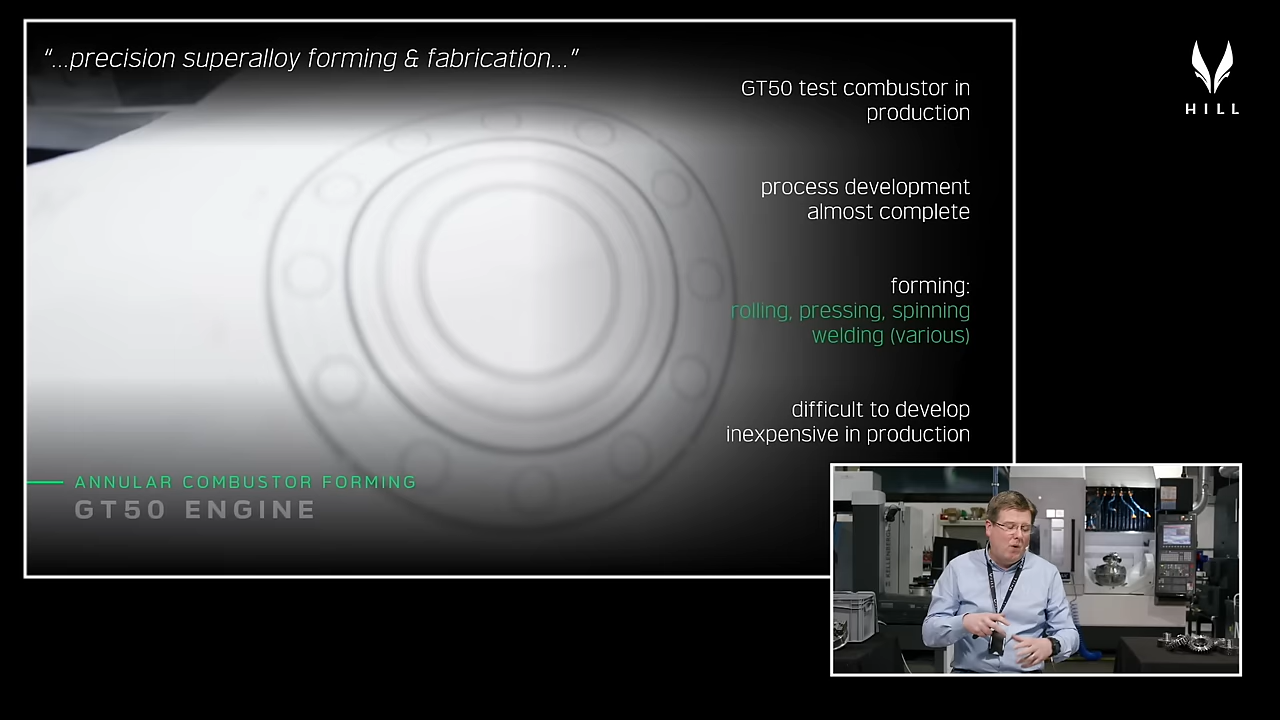 “...precision superalloy forming & fabrication...”
GT50 test combustor in
production
process development
almost complete
forming:
rolling, pressing, spinning
welding (various)
difficult to develop
inexpensive in production
ANNULAR COMBUSTOR FORMING
GT50 ENGINE
HILL
KELLENBERGER